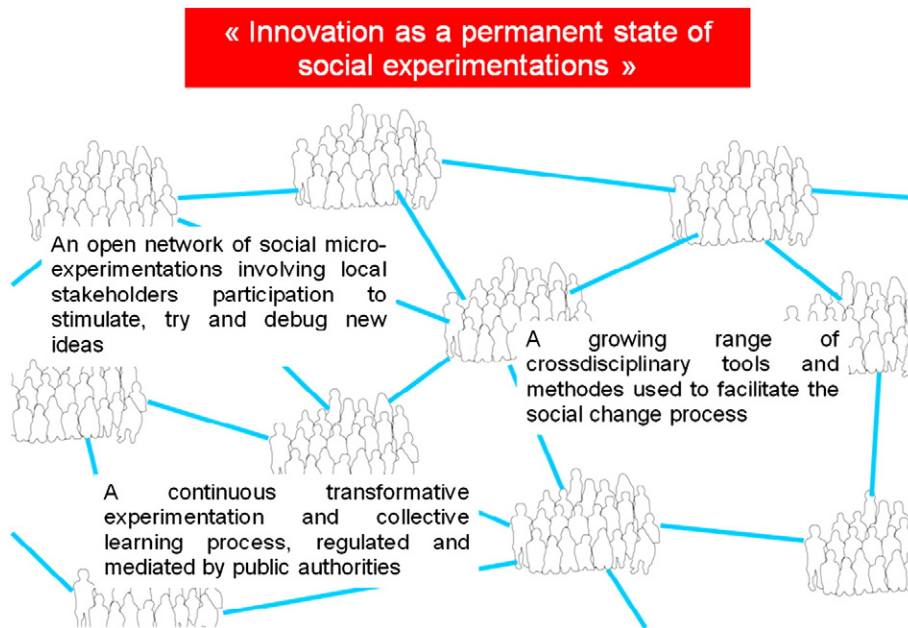 « Innovation as a permanent state of
social experimentations »
An open network of social micro-
experimentations involving local
stakeholders participation to
stimulate, try and debug new
ideas
A growing range of
crossdisciplinary tools and
methodes used to facilitate the
social change process
A continuous transformative
experimentation and collective
learning process, regulated and
mediated by public authorities